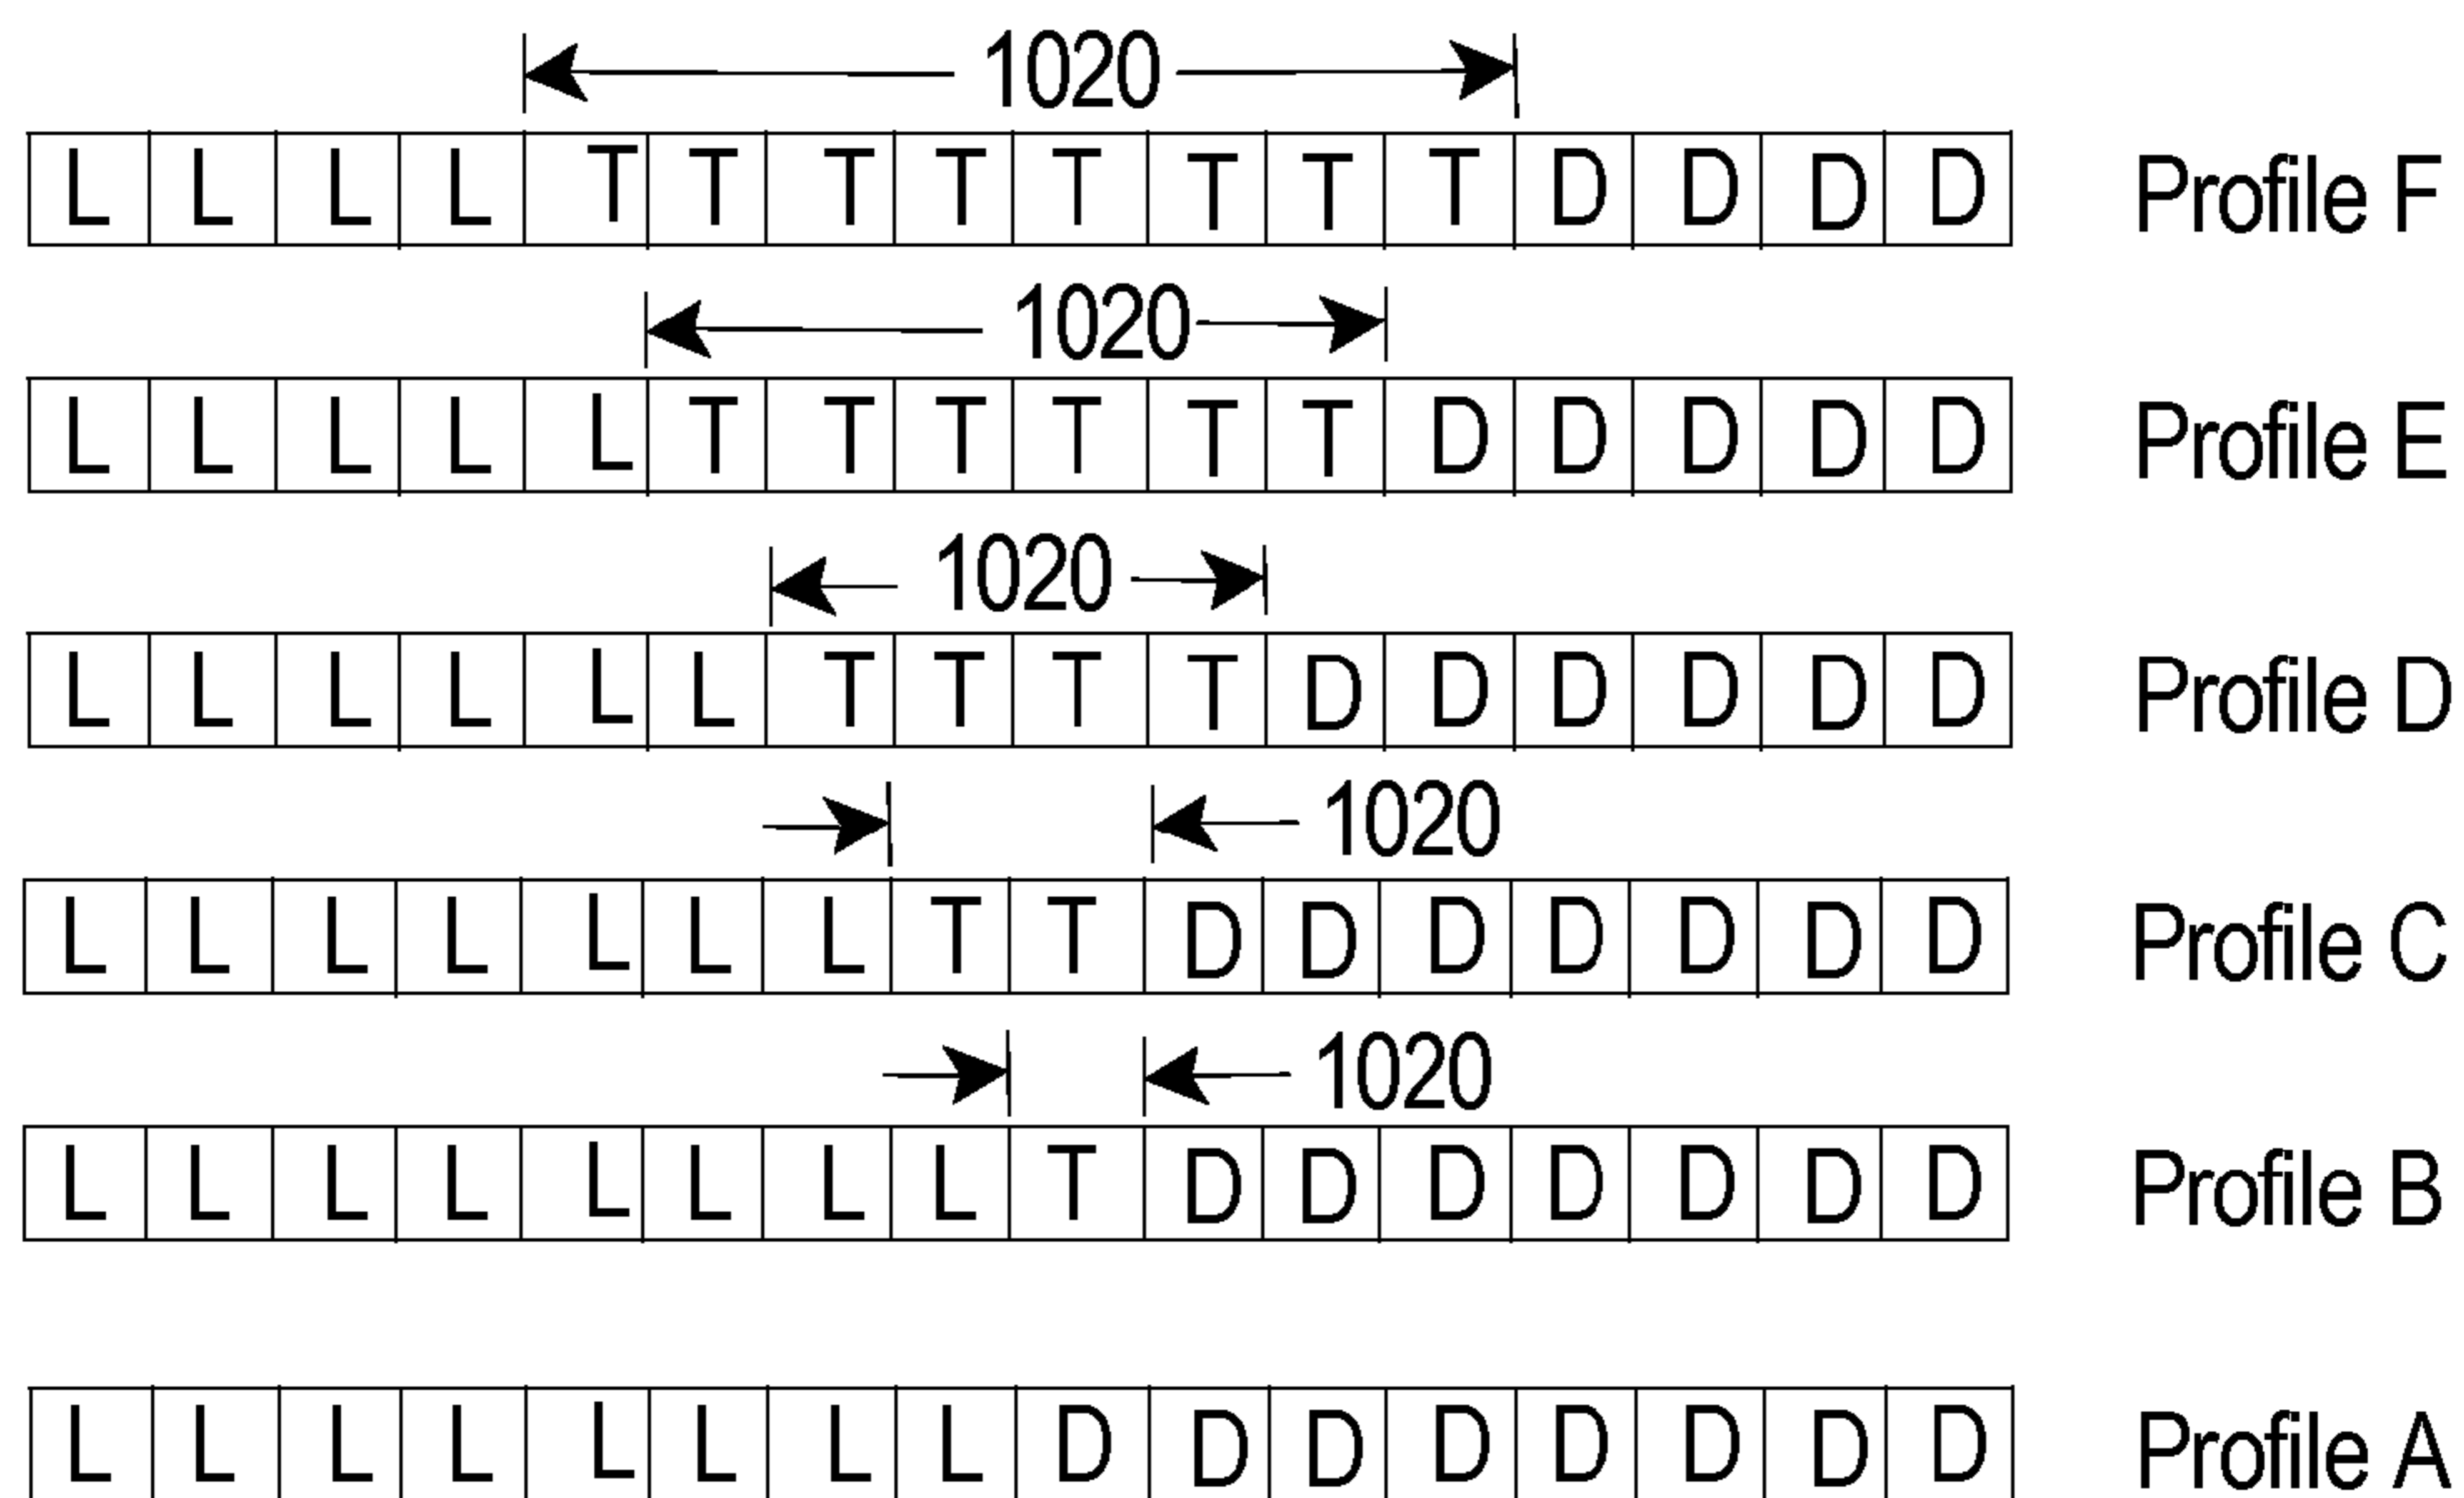 1020
L L L L T T T T T T T T D D D D Profile F
1020
L L L L L T T T T T T D D D D D Profile E
1020
L L L L L L T T T T D D D D D D Profile D
1020
L L L L L L L T T D D D D D D D Profile C
1020
L L L L L L L L T D D D D D D D Profile B
L L L L L L L L D D D D D D D D Profile A